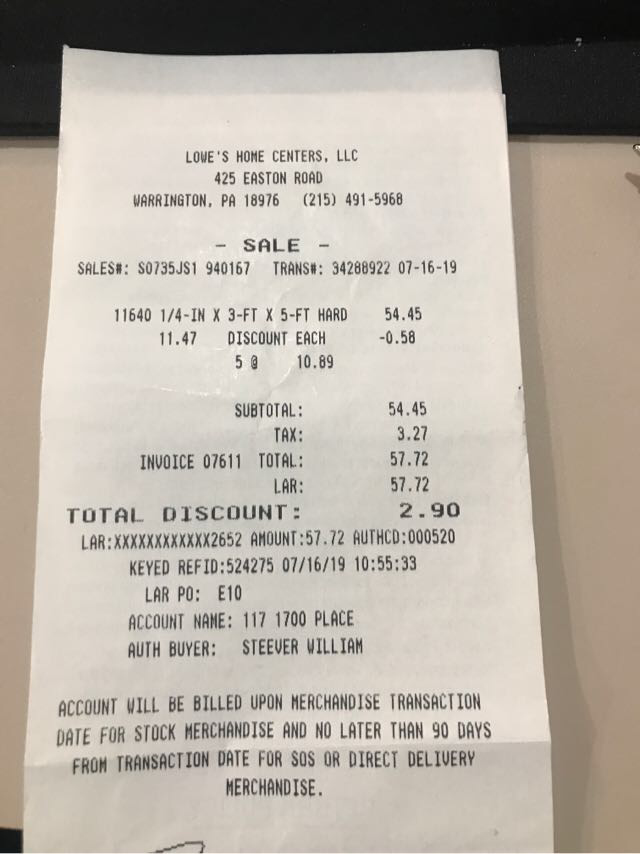 LOWE'S HOME CENTERS, LLC
425 EASTON ROAD
WARRINGTON, PA 18976 (215) 491-5968
- SALE -
SALES#: S0735JS1 940167 TRANS#: 34288922 07-16-19
11640 1/4-IN X 3-FT X 5-FT HARD 54.45
11.47 DISCOUNT EACH -0.58
5 @ 10.89
SUBTOTAL: 54.45
TAX: 3.27
INVOICE 07611 TOTAL: 57.72
LAR: 57.72
TOTAL DISCOUNT: 2.90
LAR:XXXXXXXXXXXX2652 AMOUNT:57.72 AUTHCD:000520
KEYED REFID:524275 07/16/19 10:55:33
LAR PO: E10
ACCOUNT NAME: 117 1700 PLACE
AUTH BUYER: STEEVER WILLIAM
ACCOUNT WILL BE BILLED UPON MERCHANDISE TRANSACTION
DATE FOR STOCK MERCHANDISE AND NO LATER THAN 90 DAYS
FROM TRANSACTION DATE FOR SOS OR DIRECT DELIVERY
MERCHANDISE.